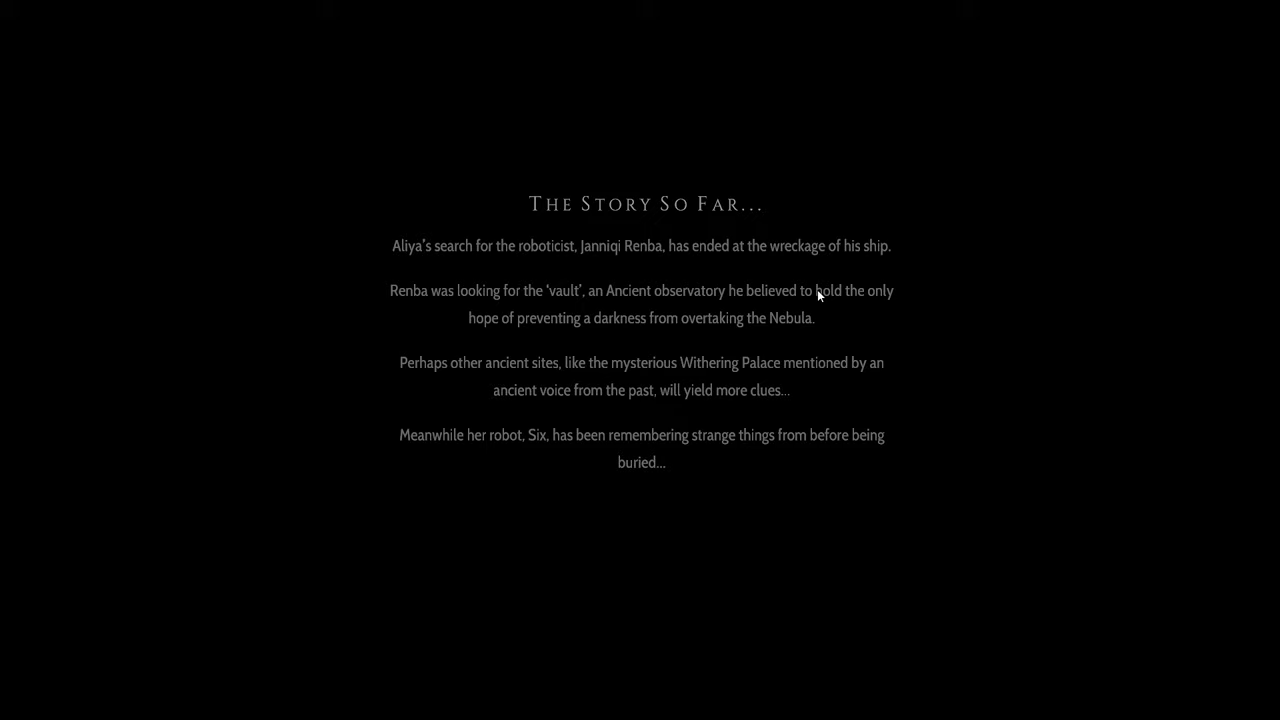 The Story So Far...
Aliya's search for the roboticist, Janniqi Renba, has ended at the wreckage of his ship.
Renba was looking for the 'vault', an Ancient observatory he believed to hold the only
hope of preventing a darkness from overtaking the Nebula.
Perhaps other ancient sites, like the mysterious Withering Palace mentioned by an
ancient voice from the past, will yield more clues...
Meanwhile her robot, Six, has been remembering strange things from before being
buried...